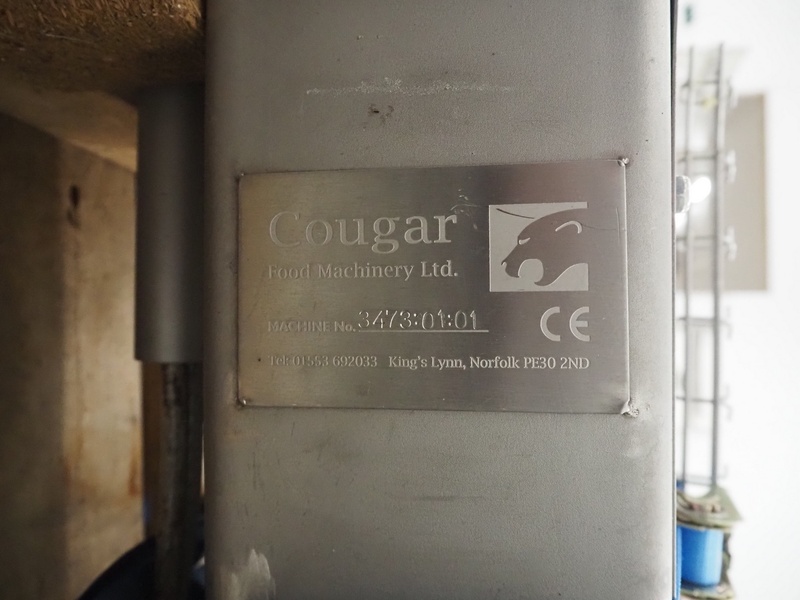 Cougar
Food Machinery Ltd.
MACHINE No. 3473:01:01
CE
Tel: 01553 692033 King's Lynn, Norfolk PE30 2ND